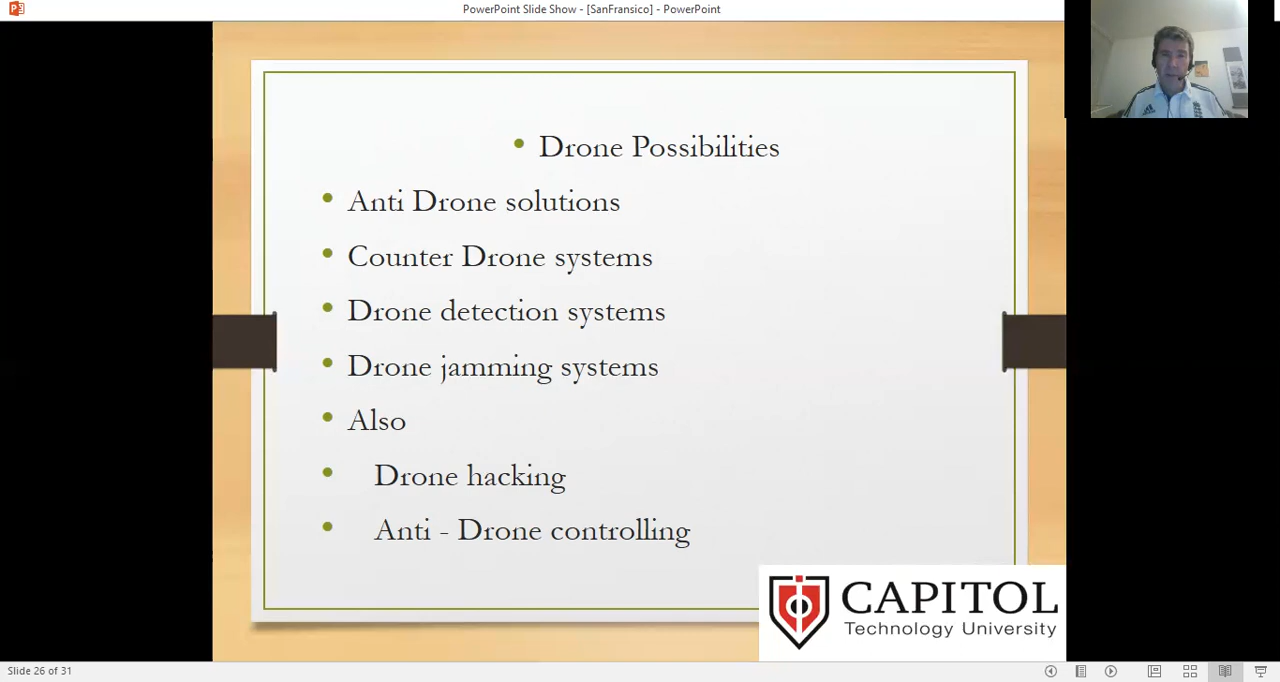 PowerPoint Slide Show - [SanFransico] - PowerPoint
• Drone Possibilities
• Anti Drone solutions
• Counter Drone systems
• Drone detection systems
• Drone jamming systems
• Also
• Drone hacking
• Anti - Drone controlling
CAPITOL
Technology University
Slide 26 of 31